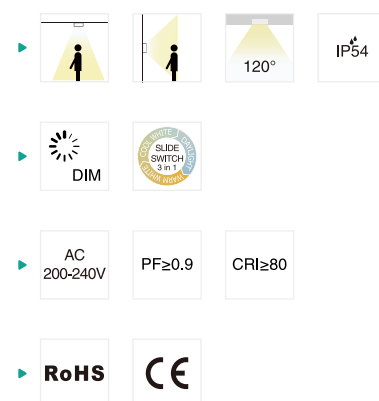 120°
IP54
DIM
COOL WHITE
DAYLIGHT
WARM WHITE
SLIDE
SWITCH
3 in 1
AC
200-240V
PF≥0.9
CRI≥80
RoHS
CE